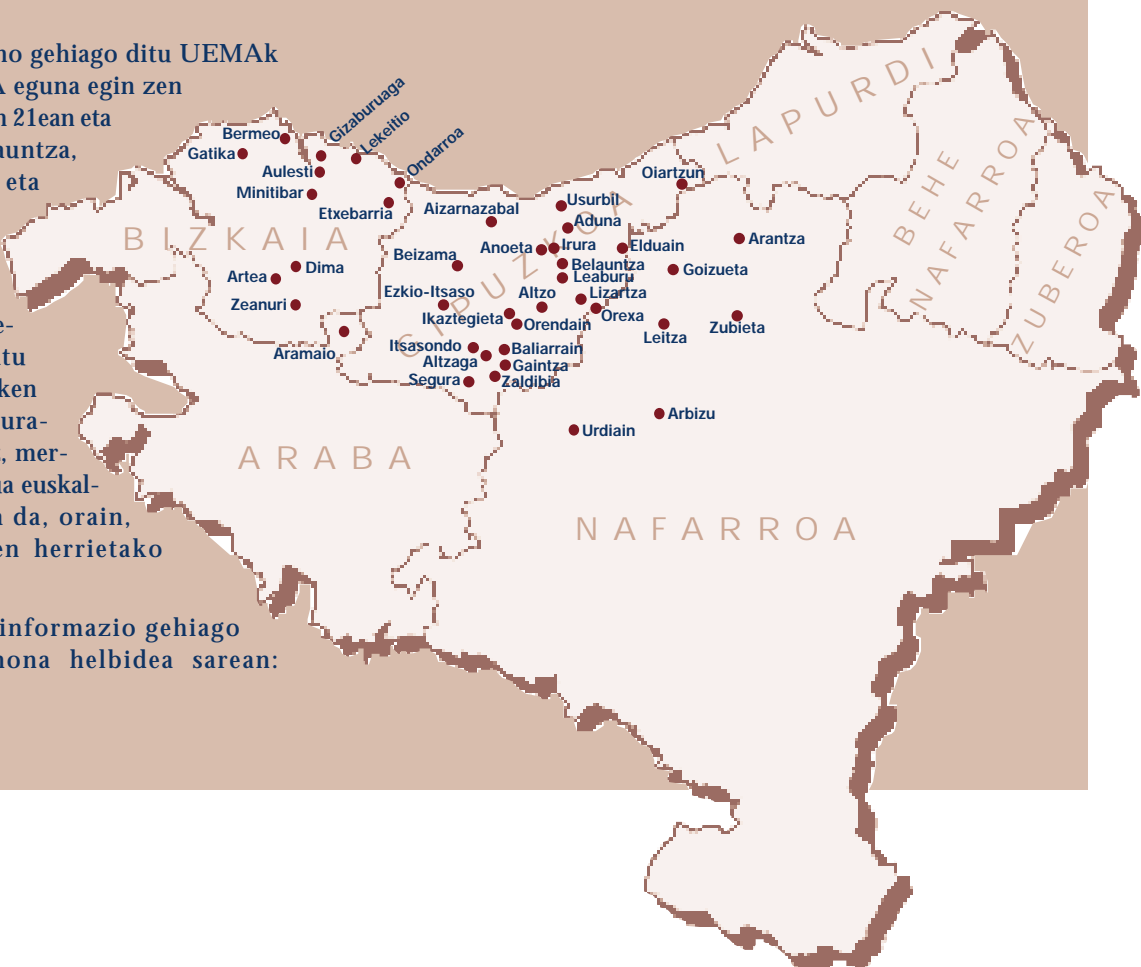 no gehiago ditu UEMAk
A eguna egin zen
n 21ean eta
auntza,
eta
e-
tu
ken
ura-
, mer-
ua euskal-
n da, orain,
en herrietako
informazio gehiago
nona helbidea sarean:
LAPURDI
BEHE
NAFARROA
ZUBEROA
BIZKAIA
GIPUZKOA
ARABA
NAFARROA
Bermeo
Gizaburuaga
Lekeitio
Gatika
Ondarroa
Aulesti
Minitibar
Etxebarria
Oiartzun
Usurbil
Aizarnazabal
Aduna
Anoeta
Irura
Elduain
Arantza
Beizama
Belauntza
Goizueta
Dima
Leaburu
Artea
Ezkio-Itsaso
Altzo
Lizartza
Zeanuri
Ikaztegieta
Orexa
Orendain
Zubieta
Leitza
Aramaio
Itsasondo
Baliarrain
Altzaga
Gaintza
Segura
Zaldibia
Arbizu
Urdiain